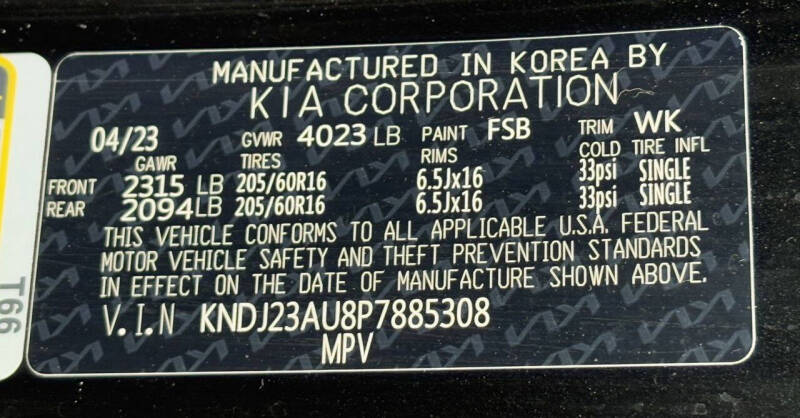 MANUFACTURED IN KOREA BY
KIA CORPORATION
04/23 GVWR 4023 LB PAINT FSB TRIM WK
GAWR TIRES RIMS COLD TIRE INFL
FRONT 2315 LB 205/60R16 6.5Jx16 33psi SINGLE
REAR 2094 LB 205/60R16 6.5Jx16 33psi SINGLE
THIS VEHICLE CONFORMS TO ALL APPLICABLE U.S.A. FEDERAL
MOTOR VEHICLE SAFETY AND THEFT PREVENTION STANDARDS
IN EFFECT ON THE DATE OF MANUFACTURE SHOWN ABOVE.
V.I.N KNDJ23AU8P7885308
MPV